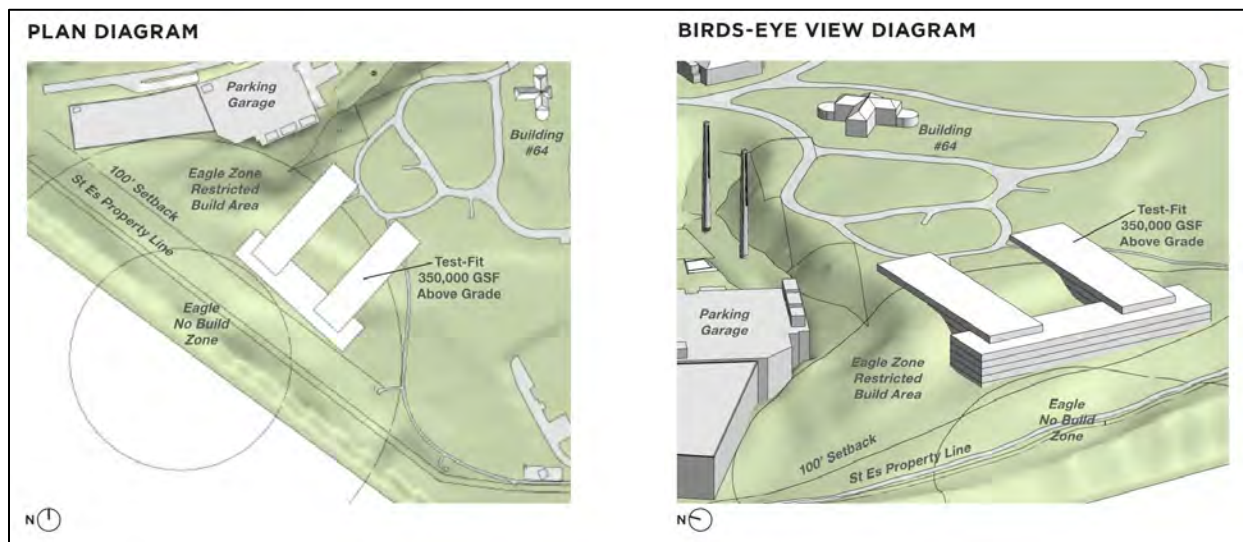 PLAN DIAGRAM
Parking
Garage
Building
#64
Eagle Zone
Restricted
Build Area
100' Setback
St Es Property Line
Test-Fit
350,000 GSF
Above Grade
Eagle
No Build
Zone
N
BIRDS-EYE VIEW DIAGRAM
Building
#64
Test-Fit
350,000 GSF
Above Grade
Parking
Garage
Eagle Zone
Restricted
Build Area
Eagle
No Build
Zone
100' Setback
St Es Property Line
N